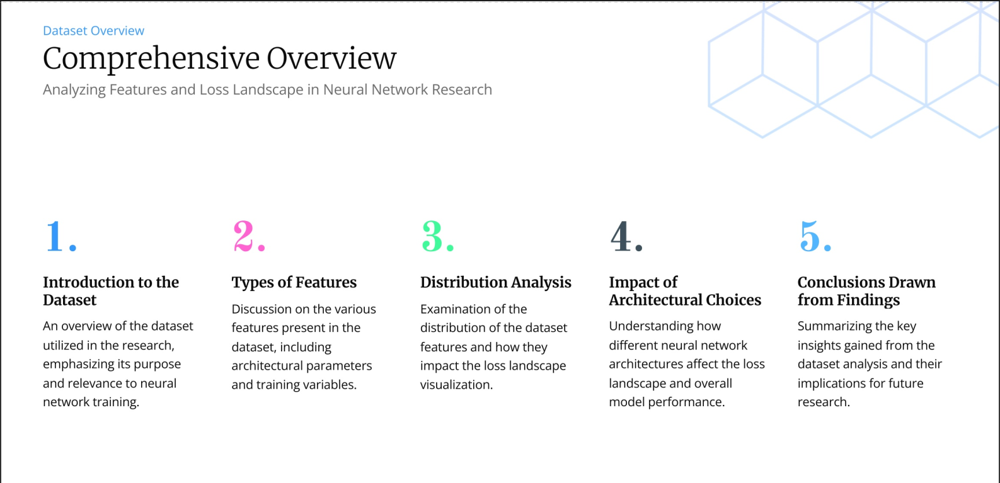 Dataset Overview
Comprehensive Overview
Analyzing Features and Loss Landscape in Neural Network Research
1.
Introduction to the
Dataset
An overview of the dataset
utilized in the research,
emphasizing its purpose
and relevance to neural
network training.
2.
Types of Features
Discussion on the various
features present in the
dataset, including
architectural parameters
and training variables.
3.
Distribution Analysis
Examination of the
distribution of the dataset
features and how they
impact the loss landscape
visualization.
4.
Impact of
Architectural Choices
Understanding how
different neural network
architectures affect the loss
landscape and overall
model performance.
5.
Conclusions Drawn
from Findings
Summarizing the key
insights gained from the
dataset analysis and their
implications for future
research.